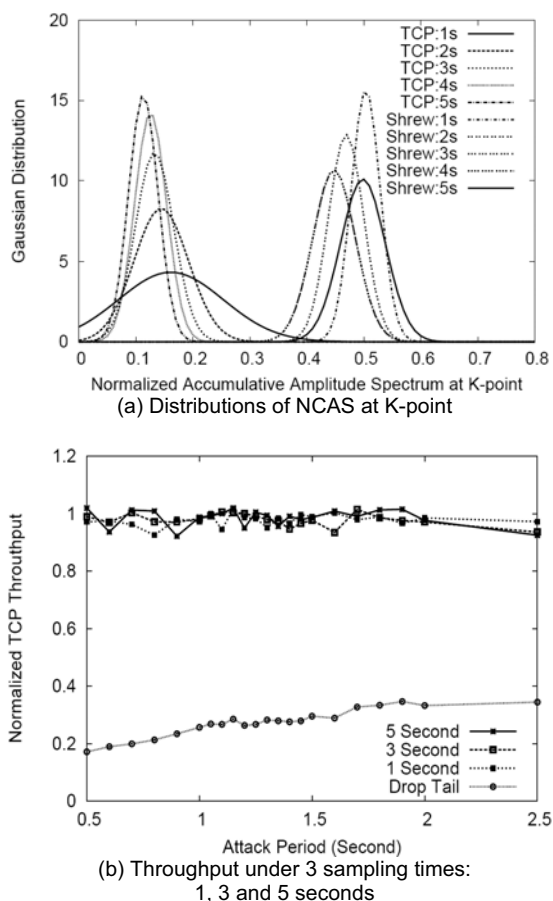 20
15
10
5
0
Gaussian Distribution
TCP:1s
TCP:2s
TCP:3s
TCP:4s
TCP:5s
Shrew:1s
Shrew:2s
Shrew:3s
Shrew:4s
Shrew:5s
0 0.1 0.2 0.3 0.4 0.5 0.6 0.7 0.8
Normalized Accumulative Amplitude Spectrum at K-point
(a) Distributions of NCAS at K-point
1.2
1
0.8
0.6
0.4
0.2
0
Normalized TCP Throuthput
5 Second
3 Second
1 Second
Drop Tail
0.5 1 1.5 2 2.5
Attack Period (Second)
(b) Throughput under 3 sampling times:
1, 3 and 5 seconds